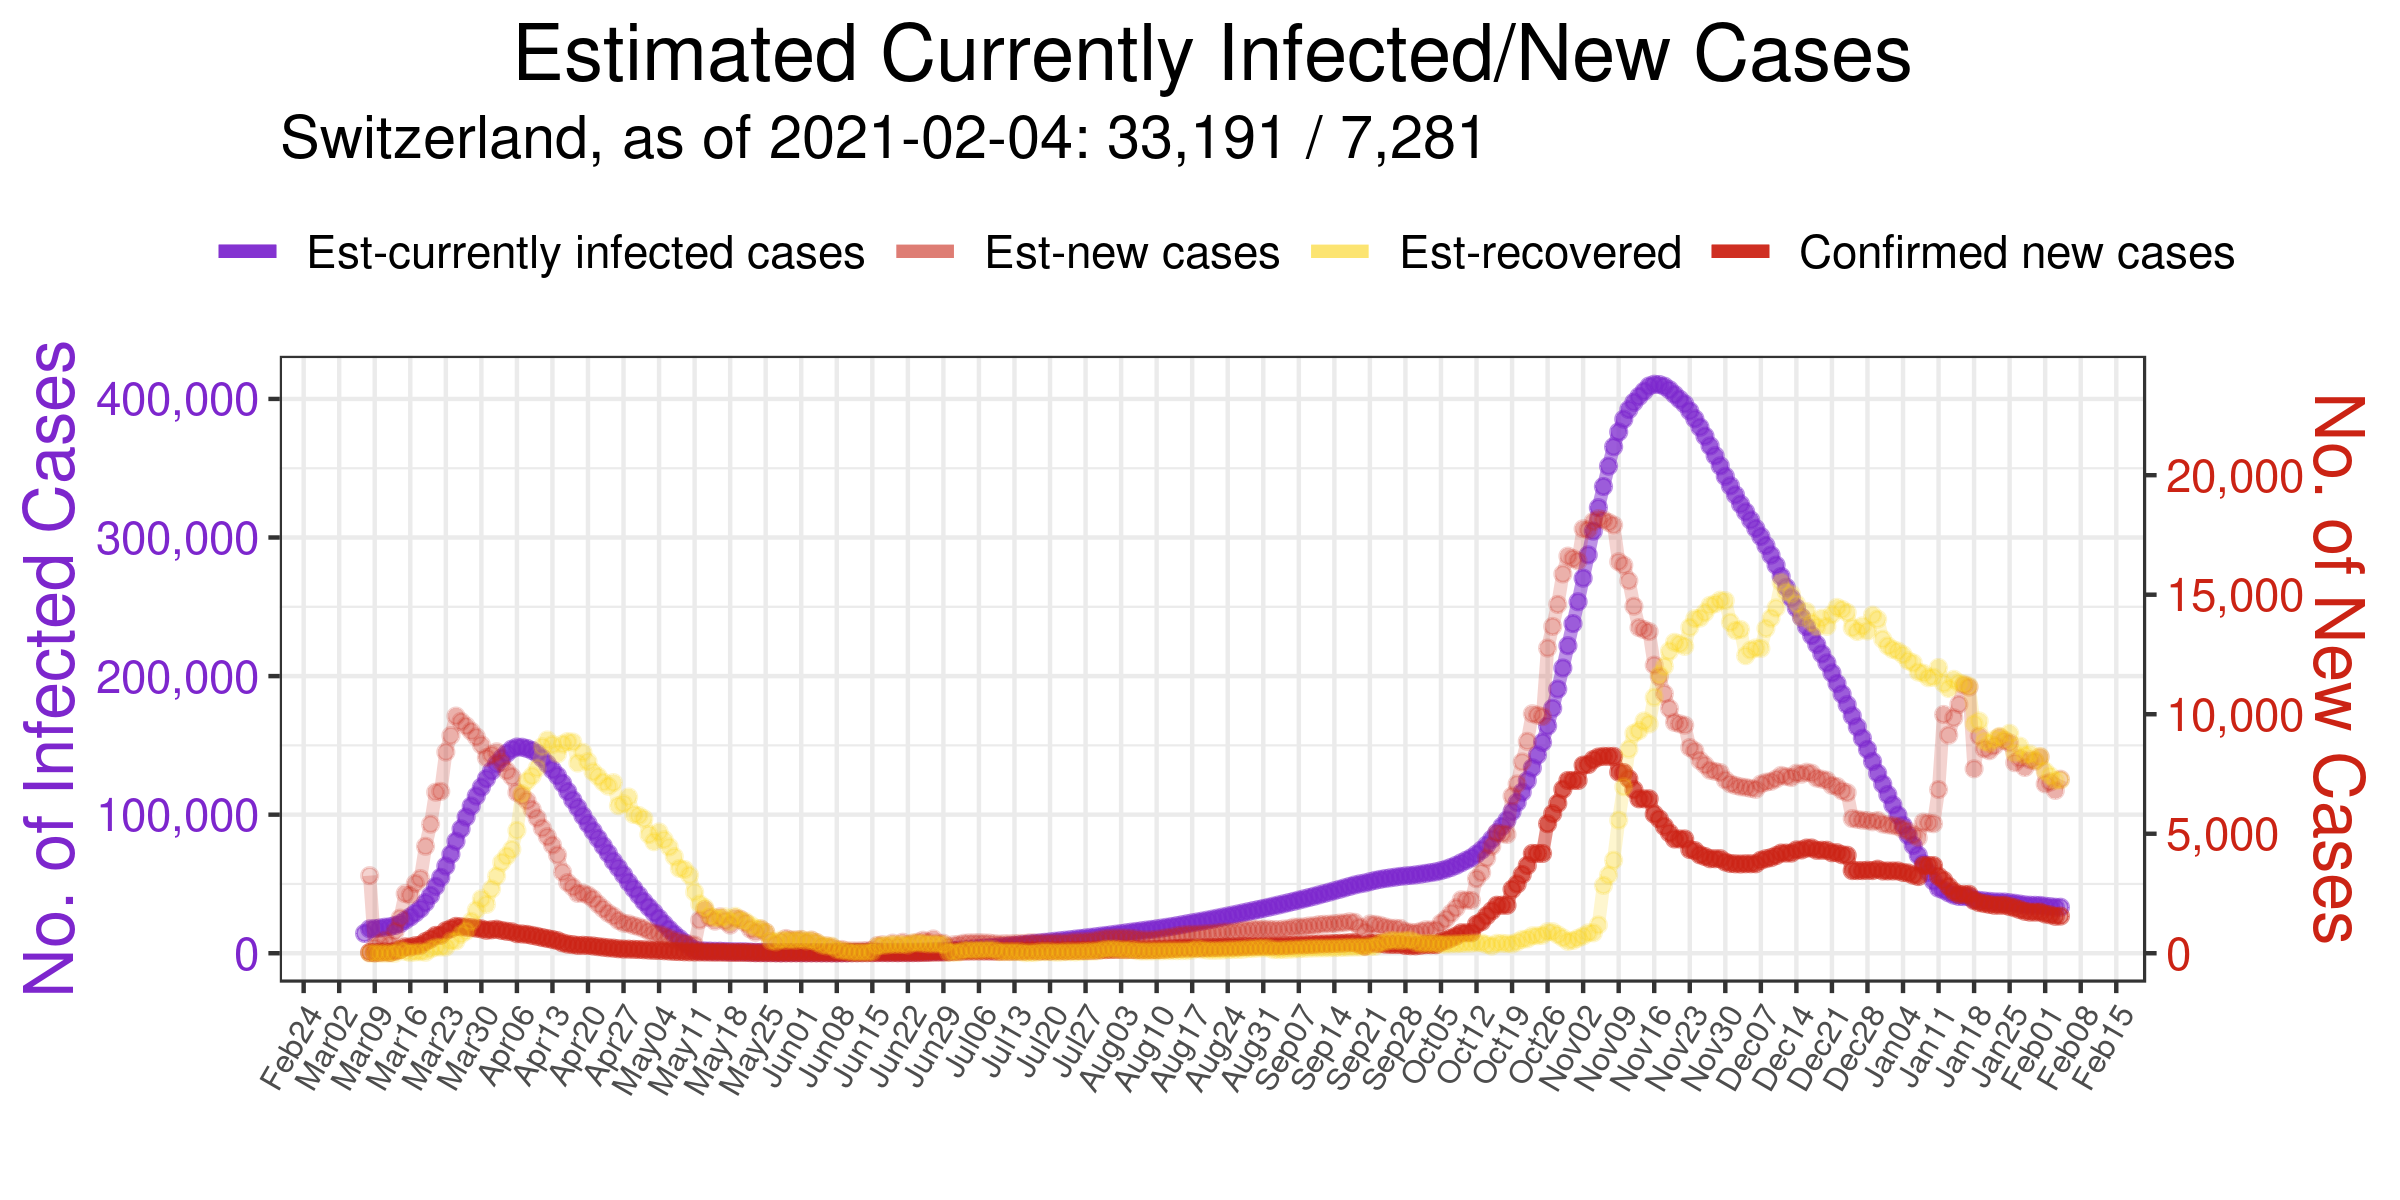 Estimated Currently Infected/New Cases
Switzerland, as of 2021-02-04: 33,191 / 7,281
Est-currently infected cases Est-new cases Est-recovered Confirmed new cases
No. of Infected Cases
400,000
300,000
200,000
100,000
0
20,000
15,000
10,000
5,000
0
No. of New Cases
Feb24 Mar02 Mar09 Mar16 Mar23 Mar30 Apr06 Apr13 Apr20 Apr27 May04 May11 May18 May25 Jun01 Jun08 Jun15 Jun22 Jun29 Jul06 Jul13 Jul20 Jul27 Aug03 Aug10 Aug17 Aug24 Aug31 Sep07 Sep14 Sep21 Sep28 Oct05 Oct12 Oct19 Oct26 Nov02 Nov09 Nov16 Nov23 Nov30 Dec07 Dec14 Dec21 Dec28 Jan04 Jan11 Jan18 Jan25 Feb01 Feb08 Feb15